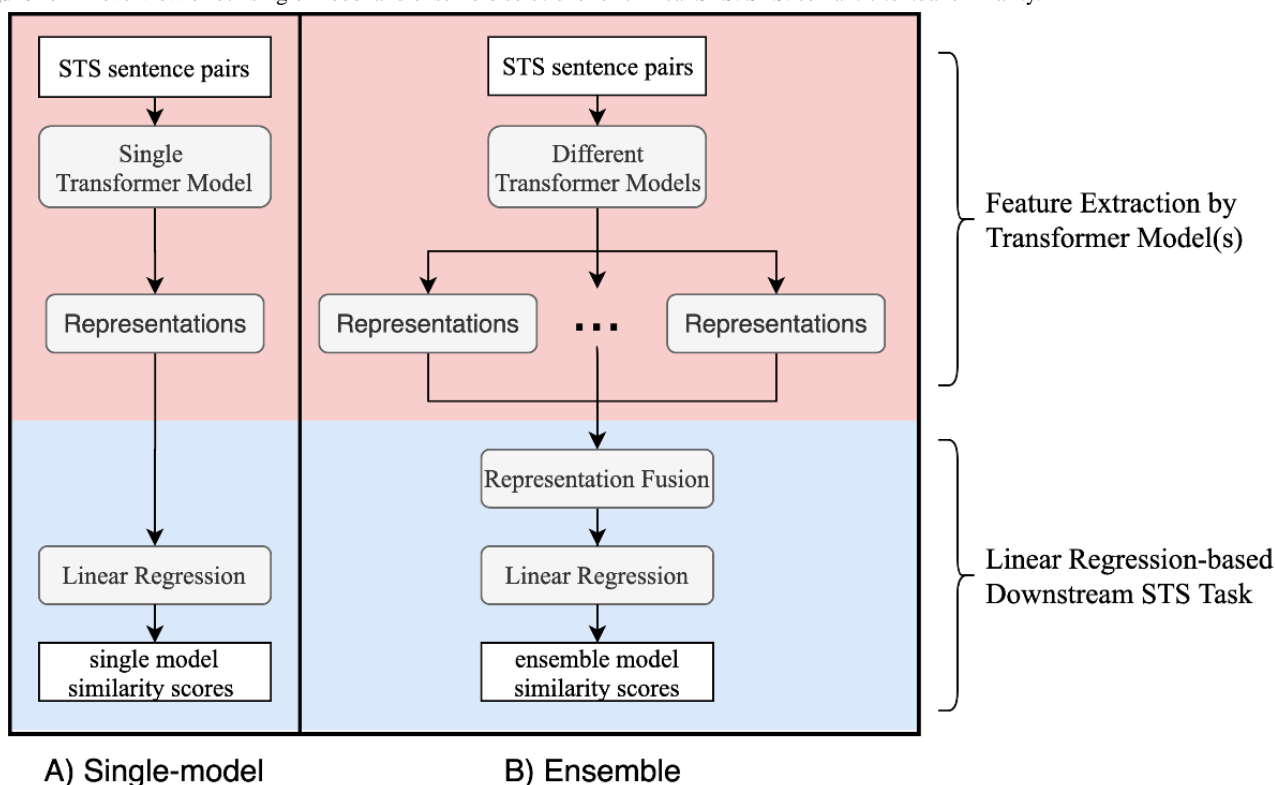 STS sentence pairs
Single
Transformer Model
Representations
Linear Regression
single model
similarity scores
A) Single-model
STS sentence pairs
Different
Transformer Models
Representations
...
Representations
Representation Fusion
Linear Regression
ensemble model
similarity scores
B) Ensemble
Feature Extraction by
Transformer Model(s)
Linear Regression-based
Downstream STS Task